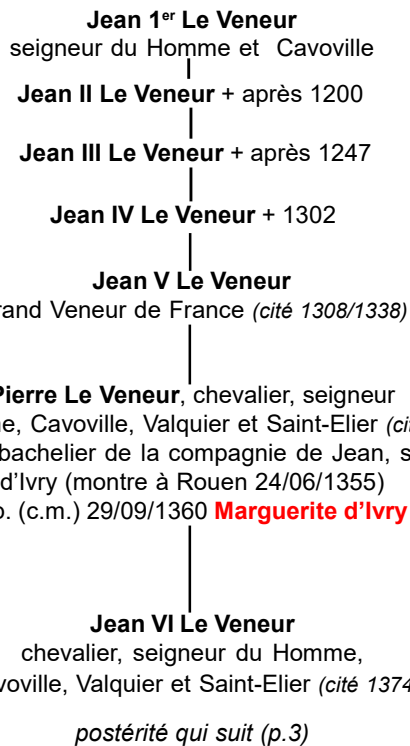 Jean 1er Le Veneur
seigneur du Homme et Cavoville
Jean II Le Veneur + après 1200
Jean III Le Veneur + après 1247
Jean IV Le Veneur + 1302
Jean V Le Veneur
rand Veneur de France (cité 1308/1338)
Pierre Le Veneur, chevalier, seigneur
ne, Cavoville, Valquier et Saint-Elier (cit
bachelier de la compagnie de Jean, s
d’Ivry (montre à Rouen 24/06/1355)
o. (c.m.) 29/09/1360 Marguerite d’Ivry
Jean VI Le Veneur
chevalier, seigneur du Homme,
voville, Valquier et Saint-Elier (cité 1374
postérité qui suit (p.3)